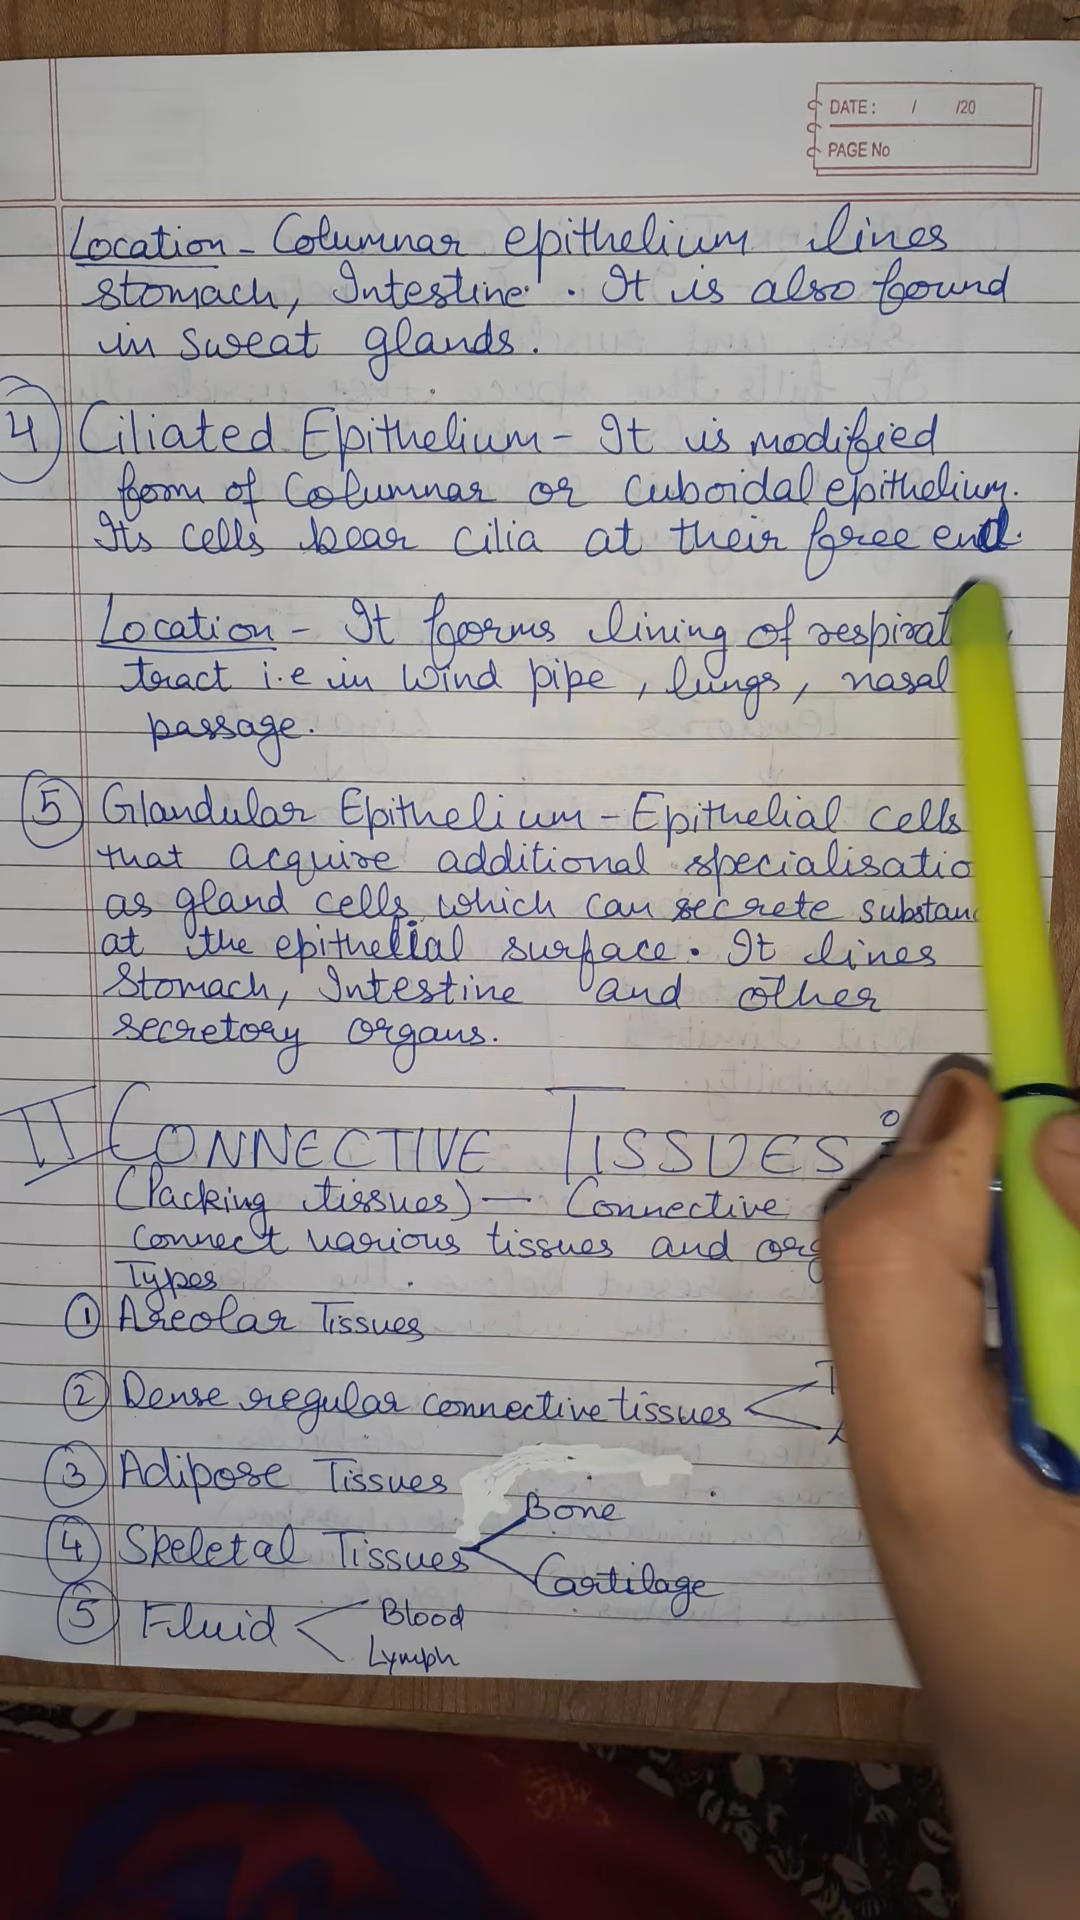 DATE: / /20
PAGE No
Location - Columnar epithelium lines
stomach, Intestine. It is also found
in sweat glands.
4 Ciliated Epithelium - It is modified
form of Columnar or cuboidal epithelium.
Its cells bear cilia at their free end.
Location - It forms lining of
tract i.e in wind pipe, lungs, nasal
passage.
5 Glandular Epithelium - Epithelial cells
that acquire additional
as gland cells, which can secrete
at the epithelial surface. It lines
Stomach, Intestine and other
secretory organs.
II CONNECTIVE TISSUES
(Packing tissues) — Connective
connect various tissues and
Types
1 Areolar Tissues
2 Dense regular connective tissues
3 Adipose Tissues
Bone
4 Skeletal Tissues
Cartilage
5 Fluid
Blood
Lymph